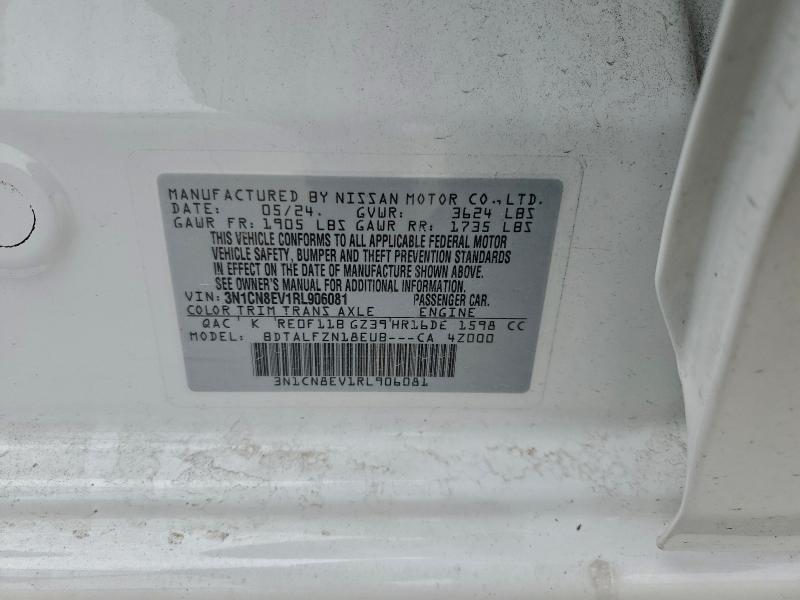 MANUFACTURED BY NISSAN MOTOR CO., LTD.
DATE: 05/24. GVWR: 3624 LBS
GAWR FR: 1905 LBS GAWR RR: 1735 LBS
THIS VEHICLE CONFORMS TO ALL APPLICABLE FEDERAL MOTOR
VEHICLE SAFETY, BUMPER AND THEFT PREVENTION STANDARDS
IN EFFECT ON THE DATE OF MANUFACTURE SHOWN ABOVE.
SEE OWNER'S MANUAL FOR ADDITIONAL INFORMATION
VIN: 3N1CN8EV1RL906081 PASSENGER CAR.
COLOR TRIM TRANS AXLE ENGINE
QAC' K 'RE0F11B GZ39'HR16DE 1598 CC
MODEL: BDTALFZN18EUB---CA 4Z000
3N1CN8EV1RL906081